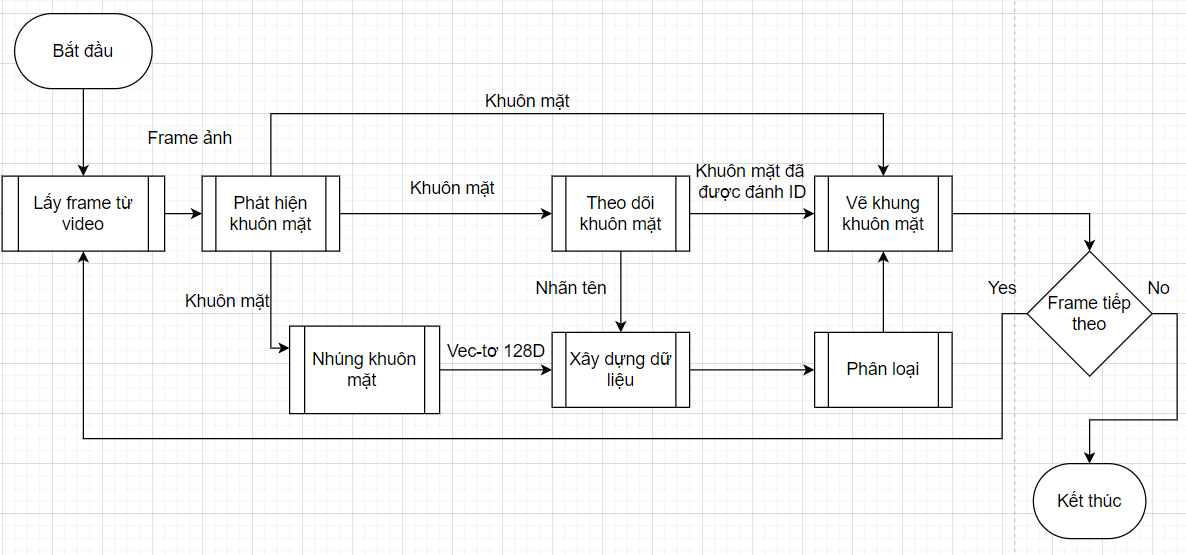 Bắt đầu
Khuôn mặt
Frame ảnh
Khuôn mặt
Khuôn mặt đã
được đánh ID
Lấy frame từ
video
Phát hiện
khuôn mặt
Theo dõi
khuôn mặt
Vẽ khung
khuôn mặt
Khuôn mặt
Nhãn tên
Yes
Frame tiếp
theo
No
Nhúng khuôn
mặt
Vec-tơ 128D
Xây dựng dữ
liệu
Phân loại
Kết thúc